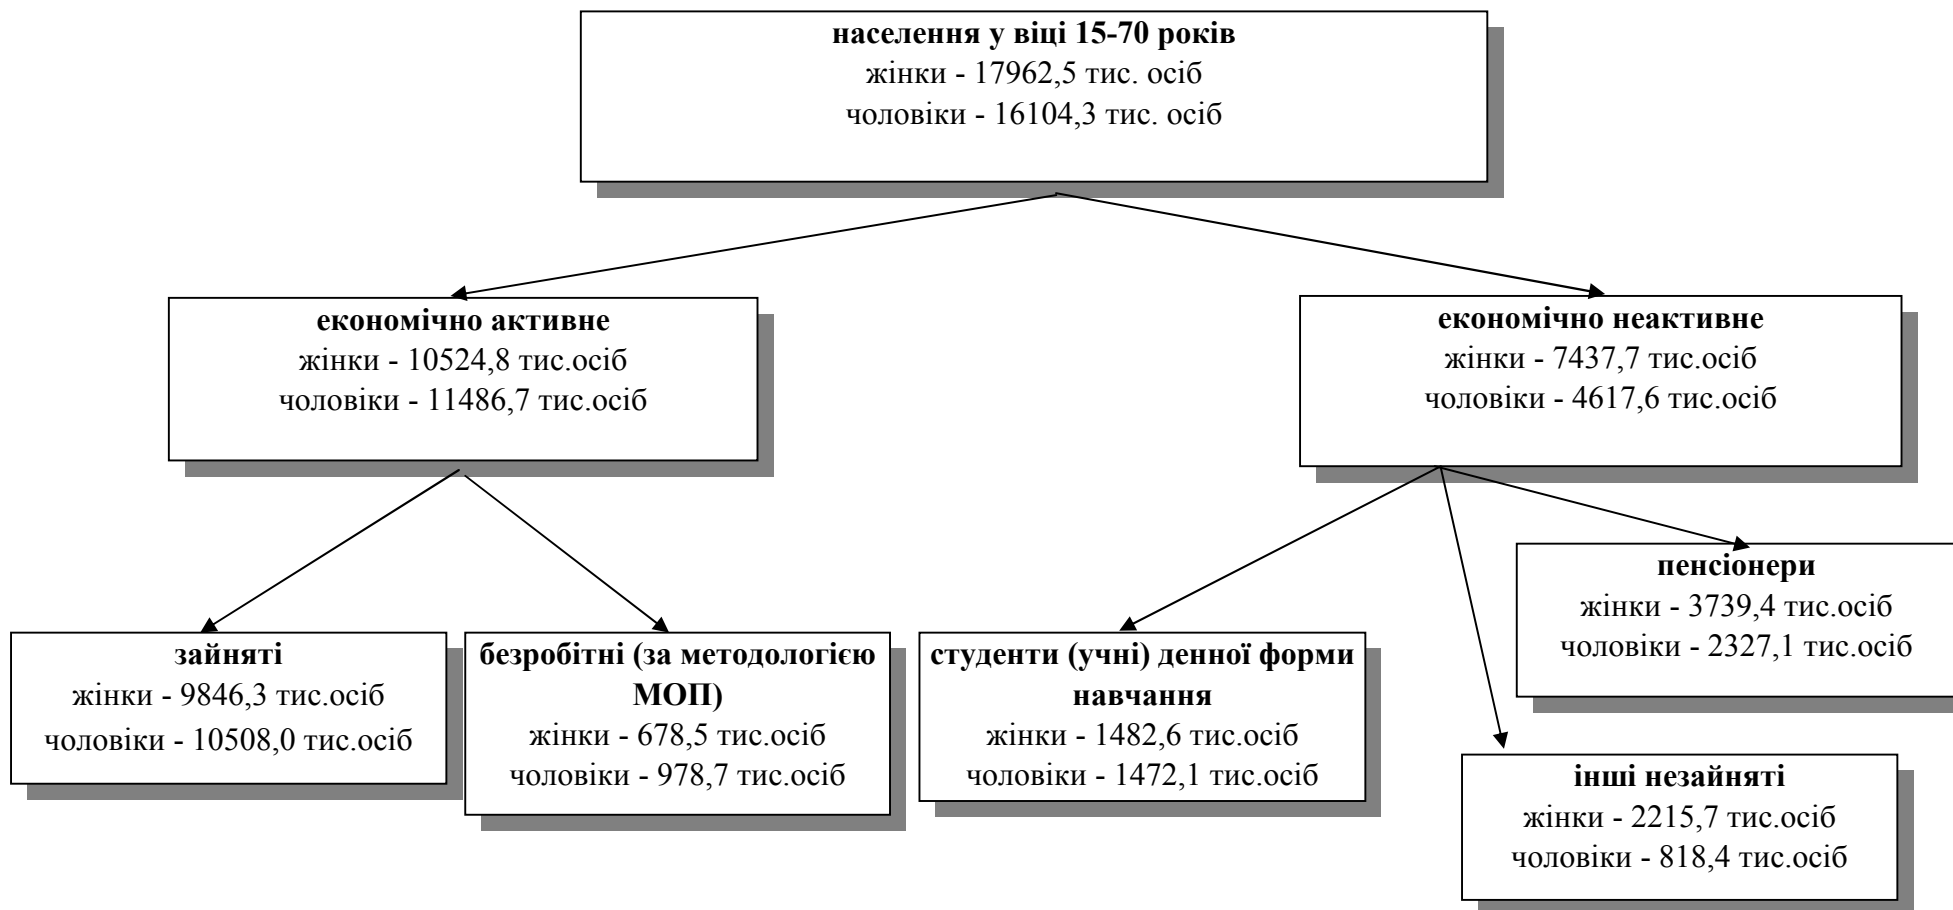 населення у віці 15-70 років
жінки - 17962,5 тис. осіб
чоловіки - 16104,3 тис. осіб
економічно активне
жінки - 10524,8 тис.осіб
чоловіки - 11486,7 тис.осіб
економічно неактивне
жінки - 7437,7 тис.осіб
чоловіки - 4617,6 тис.осіб
зайняті
жінки - 9846,3 тис.осіб
чоловіки - 10508,0 тис.осіб
безробітні (за методологією
МОП)
жінки - 678,5 тис.осіб
чоловіки - 978,7 тис.осіб
студенти (учні) денної форми
навчання
жінки - 1482,6 тис.осіб
чоловіки - 1472,1 тис.осіб
пенсіонери
жінки - 3739,4 тис.осіб
чоловіки - 2327,1 тис.осіб
інші незайняті
жінки - 2215,7 тис.осіб
чоловіки - 818,4 тис.осіб